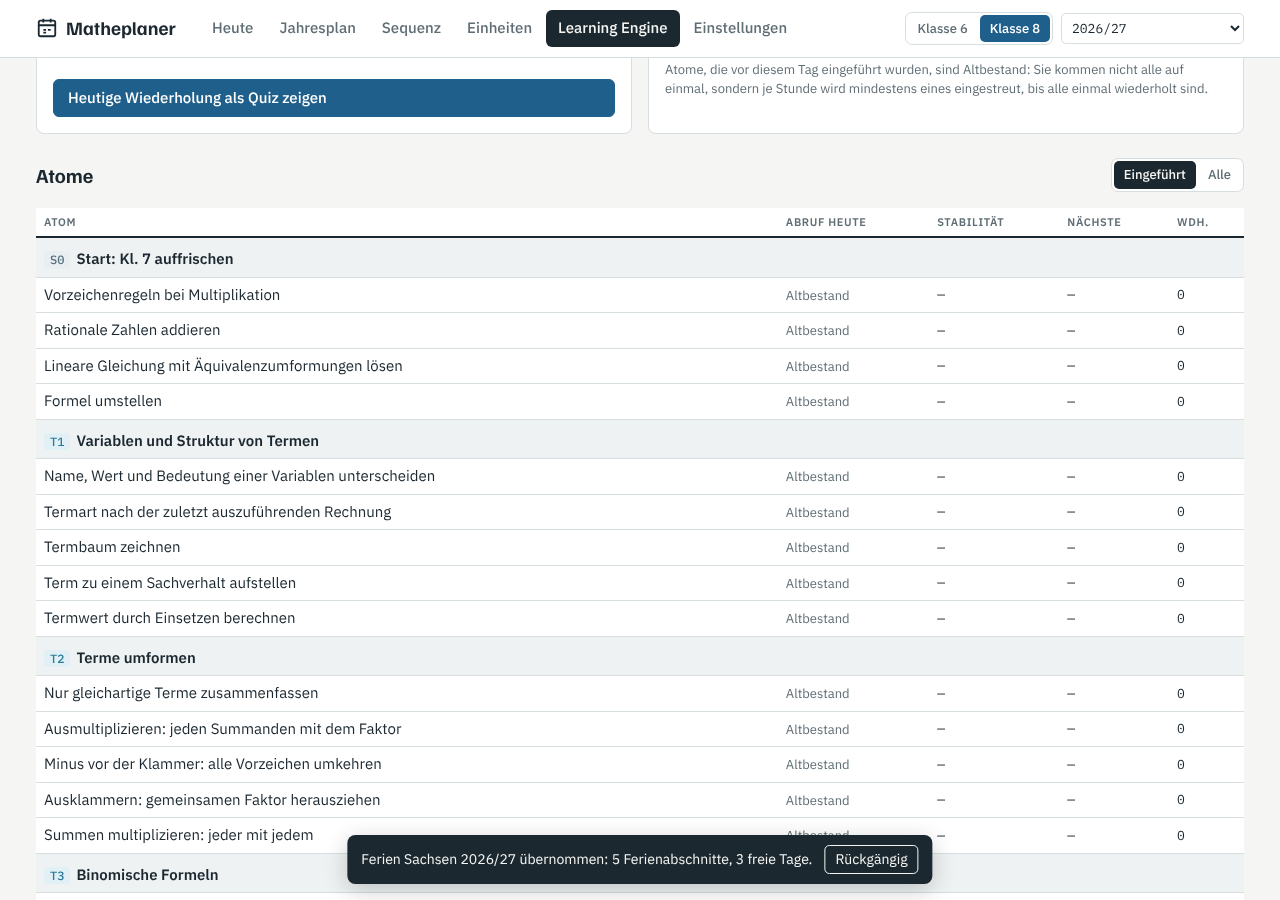 Matheplaner Heute Jahresplan Sequenz Einheiten Learning Engine Einstellungen Klasse 6 Klasse 8 2026/27
Heutige Wiederholung als Quiz zeigen
Atome, die vor diesem Tag eingeführt wurden, sind Altbestand: Sie kommen nicht alle auf
einmal, sondern je Stunde wird mindestens eines eingestreut, bis alle einmal wiederholt sind.
Atome Eingeführt Alle
ATOM ABRUF HEUTE STABILITÄT NÄCHSTE WDH.
S0 Start: Kl. 7 auffrischen
Vorzeichenregeln bei Multiplikation Altbestand – – 0
Rationale Zahlen addieren Altbestand – – 0
Lineare Gleichung mit Äquivalenzumformungen lösen Altbestand – – 0
Formel umstellen Altbestand – – 0
T1 Variablen und Struktur von Termen
Name, Wert und Bedeutung einer Variablen unterscheiden Altbestand – – 0
Termart nach der zuletzt auszuführenden Rechnung Altbestand – – 0
Termbaum zeichnen Altbestand – – 0
Term zu einem Sachverhalt aufstellen Altbestand – – 0
Termwert durch Einsetzen berechnen Altbestand – – 0
T2 Terme umformen
Nur gleichartige Terme zusammenfassen Altbestand – – 0
Ausmultiplizieren: jeden Summanden mit dem Faktor Altbestand – – 0
Minus vor der Klammer: alle Vorzeichen umkehren Altbestand – – 0
Ausklammern: gemeinsamen Faktor herausziehen Altbestand – – 0
Summen multiplizieren: jeder mit jedem Altbestand – – 0
Ferien Sachsen 2026/27 übernommen: 5 Ferienabschnitte, 3 freie Tage. Rückgängig
T3 Binomische Formeln